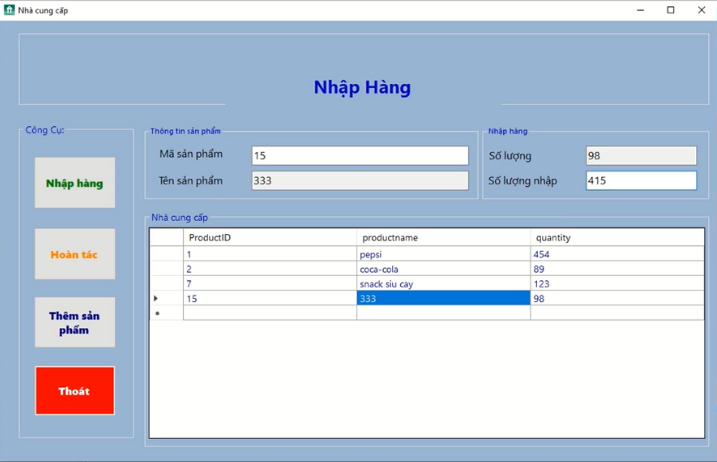 Nhà cung cấp
Nhập Hàng
Công Cụ:
Nhập hàng
Hoàn tác
Thêm sản
phẩm
Thoát
Thông tin sản phẩm
Mã sản phẩm 15
Tên sản phẩm 333
Nhập hàng
Số lượng 98
Số lượng nhập 415
Nhà cung cấp
ProductID productname quantity
1 pepsi 454
2 coca-cola 89
7 snack siu cay 123
15 333 98